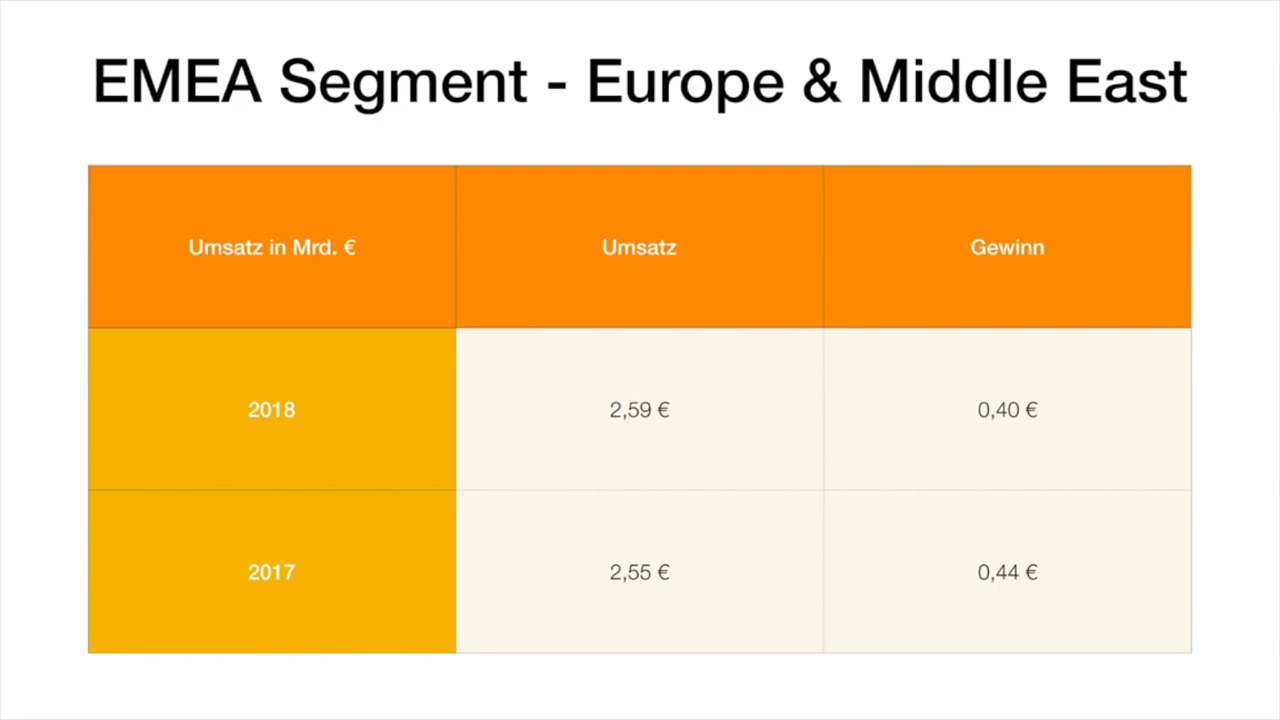 EMEA Segment - Europe & Middle East
Umsatz in Mrd. € Umsatz Gewinn
2018 2,59 € 0,40 €
2017 2,55 € 0,44 €